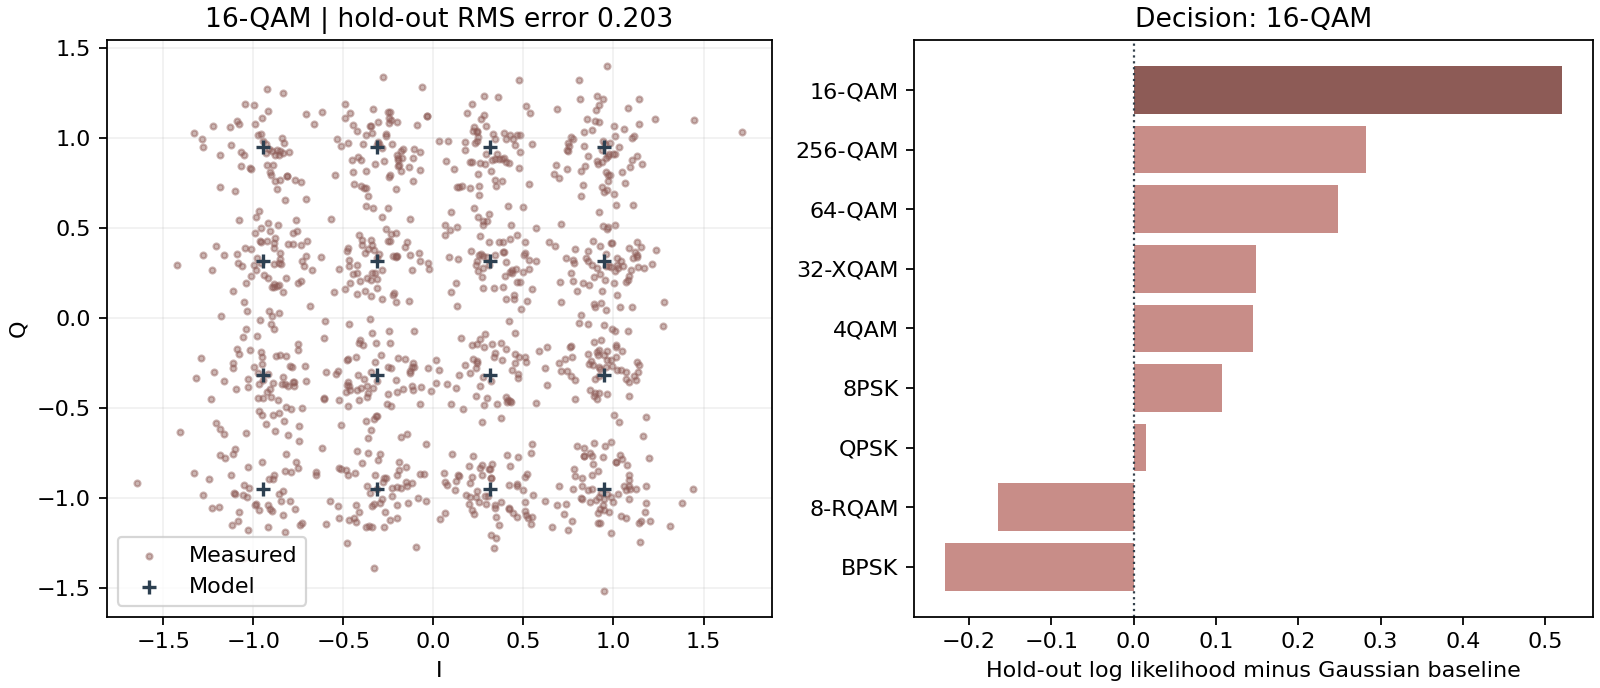 16-QAM | hold-out RMS error 0.203
1.5
1.0
0.5
0.0
−0.5
−1.0
−1.5
Q
Measured
Model
−1.5
−1.0
−0.5
0.0
0.5
1.0
1.5
I
Decision: 16-QAM
16-QAM
256-QAM
64-QAM
32-XQAM
4QAM
8PSK
QPSK
8-RQAM
BPSK
−0.2
−0.1
0.0
0.1
0.2
0.3
0.4
0.5
Hold-out log likelihood minus Gaussian baseline